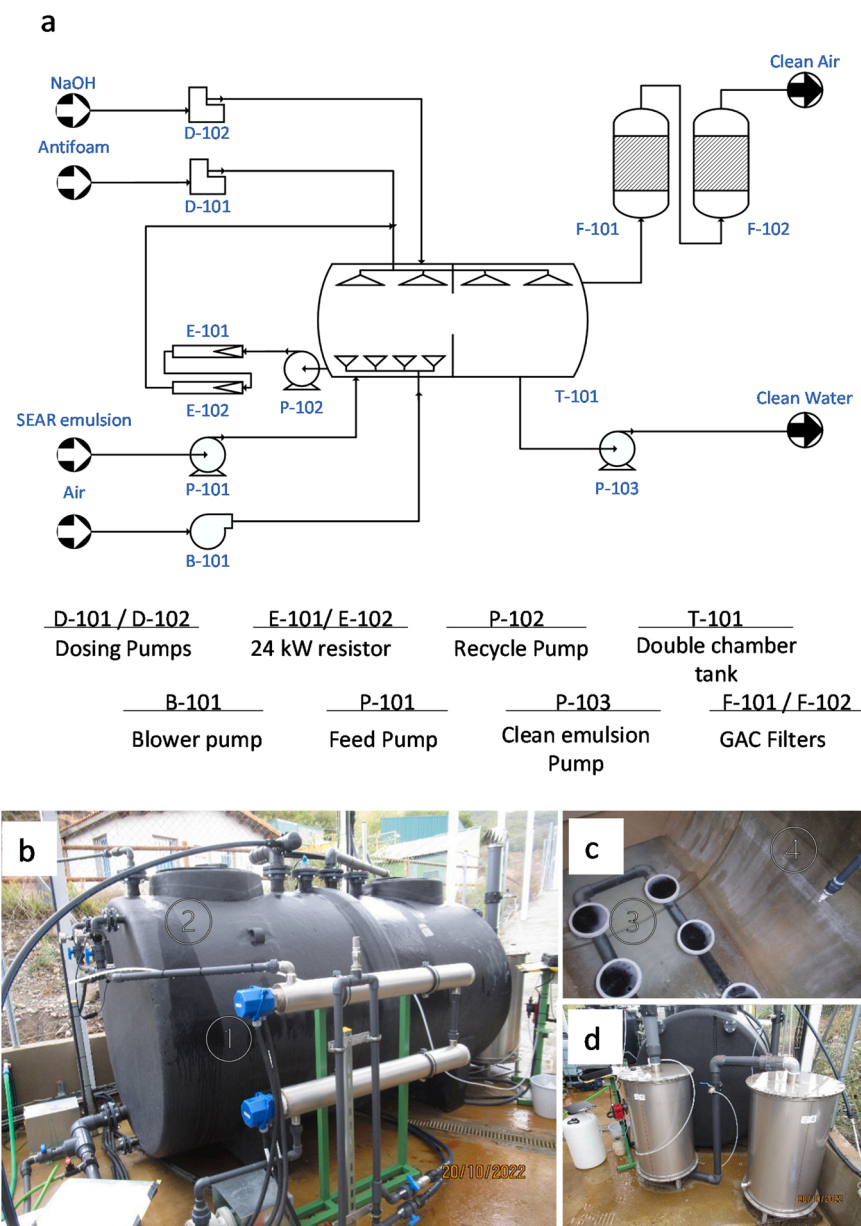 a
NaOH
Clean Air
D-102
Antifoam
D-101
F-101
F-102
E-101
E-102
P-102
T-101
Clean Water
SEAR emulsion
P-101
P-103
Air
B-101
D-101 / D-102
E-101/ E-102
P-102
T-101
Dosing Pumps
24 kW resistor
Recycle Pump
Double chamber
tank
B-101
P-101
P-103
F-101 / F-102
Blower pump
Feed Pump
Clean emulsion
Pump
GAC Filters
b
2
1
20/10/2022
c
4
3
d